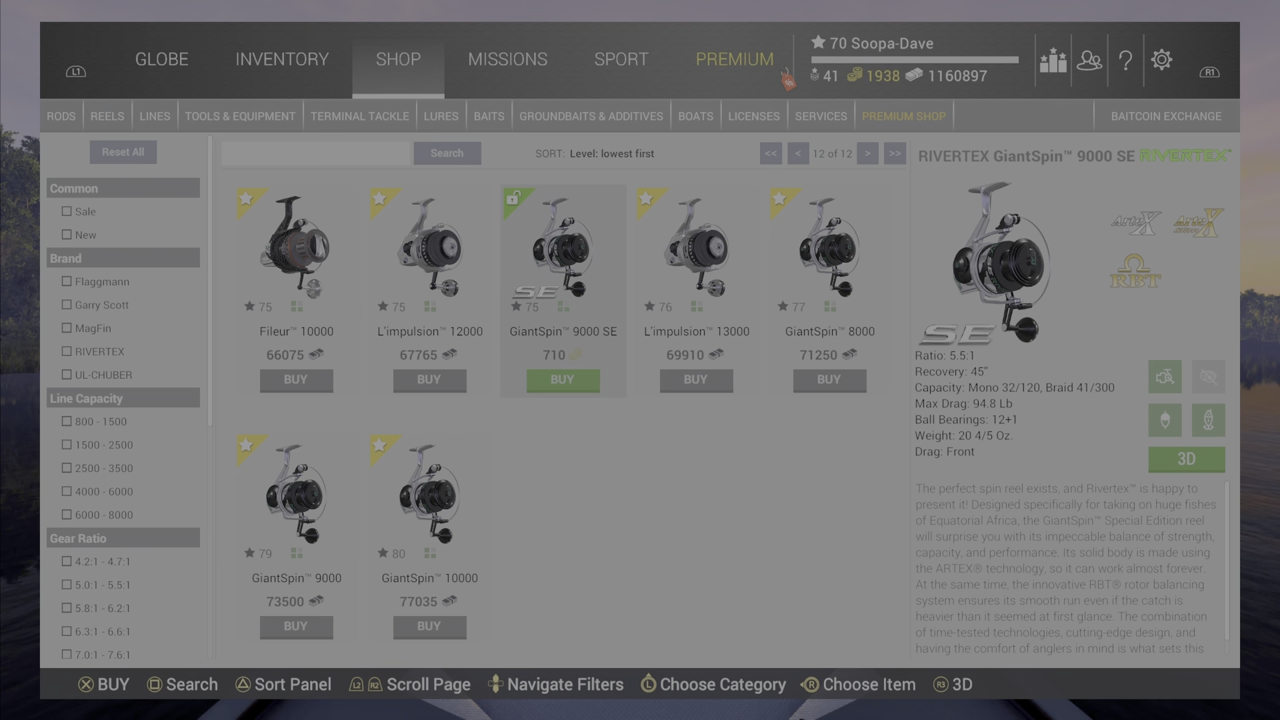 L1
GLOBE INVENTORY SHOP MISSIONS SPORT PREMIUM
70 Soopa-Dave
41 1938 1160897
R1
RODS REELS LINES TOOLS & EQUIPMENT TERMINAL TACKLE LURES BAITS GROUNDBAITS & ADDITIVES BOATS LICENSES SERVICES PREMIUM SHOP BAITCOIN EXCHANGE
Reset All
Common
Sale
New
Brand
Flaggmann
Garry Scott
MagFin
RIVERTEX
UL-CHUBER
Line Capacity
800 - 1500
1500 - 2500
2500 - 3500
4000 - 6000
6000 - 8000
Gear Ratio
4.2:1 - 4.7:1
5.0:1 - 5.5:1
5.8:1 - 6.2:1
6.3:1 - 6.6:1
7.0:1 - 7.6:1
Search SORT: Level: lowest first << < 12 of 12 > >>
SE
75 75 75 76 77
Fileur™ 10000 L'impulsion™ 12000 GiantSpin™ 9000 SE L'impulsion™ 13000 GiantSpin™ 8000
66075 67765 710 69910 71250
BUY BUY BUY BUY BUY
79 80
GiantSpin™ 9000 GiantSpin™ 10000
73500 77035
BUY BUY
RIVERTEX GiantSpin™ 9000 SE RIVERTEX
Artex Artex
RBT
SE
Ratio: 5.5:1
Recovery: 45"
Capacity: Mono 32/120, Braid 41/300
Max Drag: 94.8 Lb
Ball Bearings: 12+1
Weight: 20 4/5 Oz.
Drag: Front
3D
The perfect spin reel exists, and Rivertex™ is happy to
present it! Designed specifically for taking on huge fishes
of Equatorial Africa, the GiantSpin™ Special Edition reel
will surprise you with its impeccable balance of strength,
capacity, and performance. Its solid body is made using
the ARTEX® technology, so it can work almost forever.
At the same time, the innovative RBT® rotor balancing
system ensures its smooth run even if the catch is
heavier than it seemed at first glance. The combination
of time-tested technologies, cutting-edge design, and
having the comfort of anglers in mind is what sets this
BUY Search Sort Panel L2 R2 Scroll Page Navigate Filters L Choose Category R Choose Item R3 3D